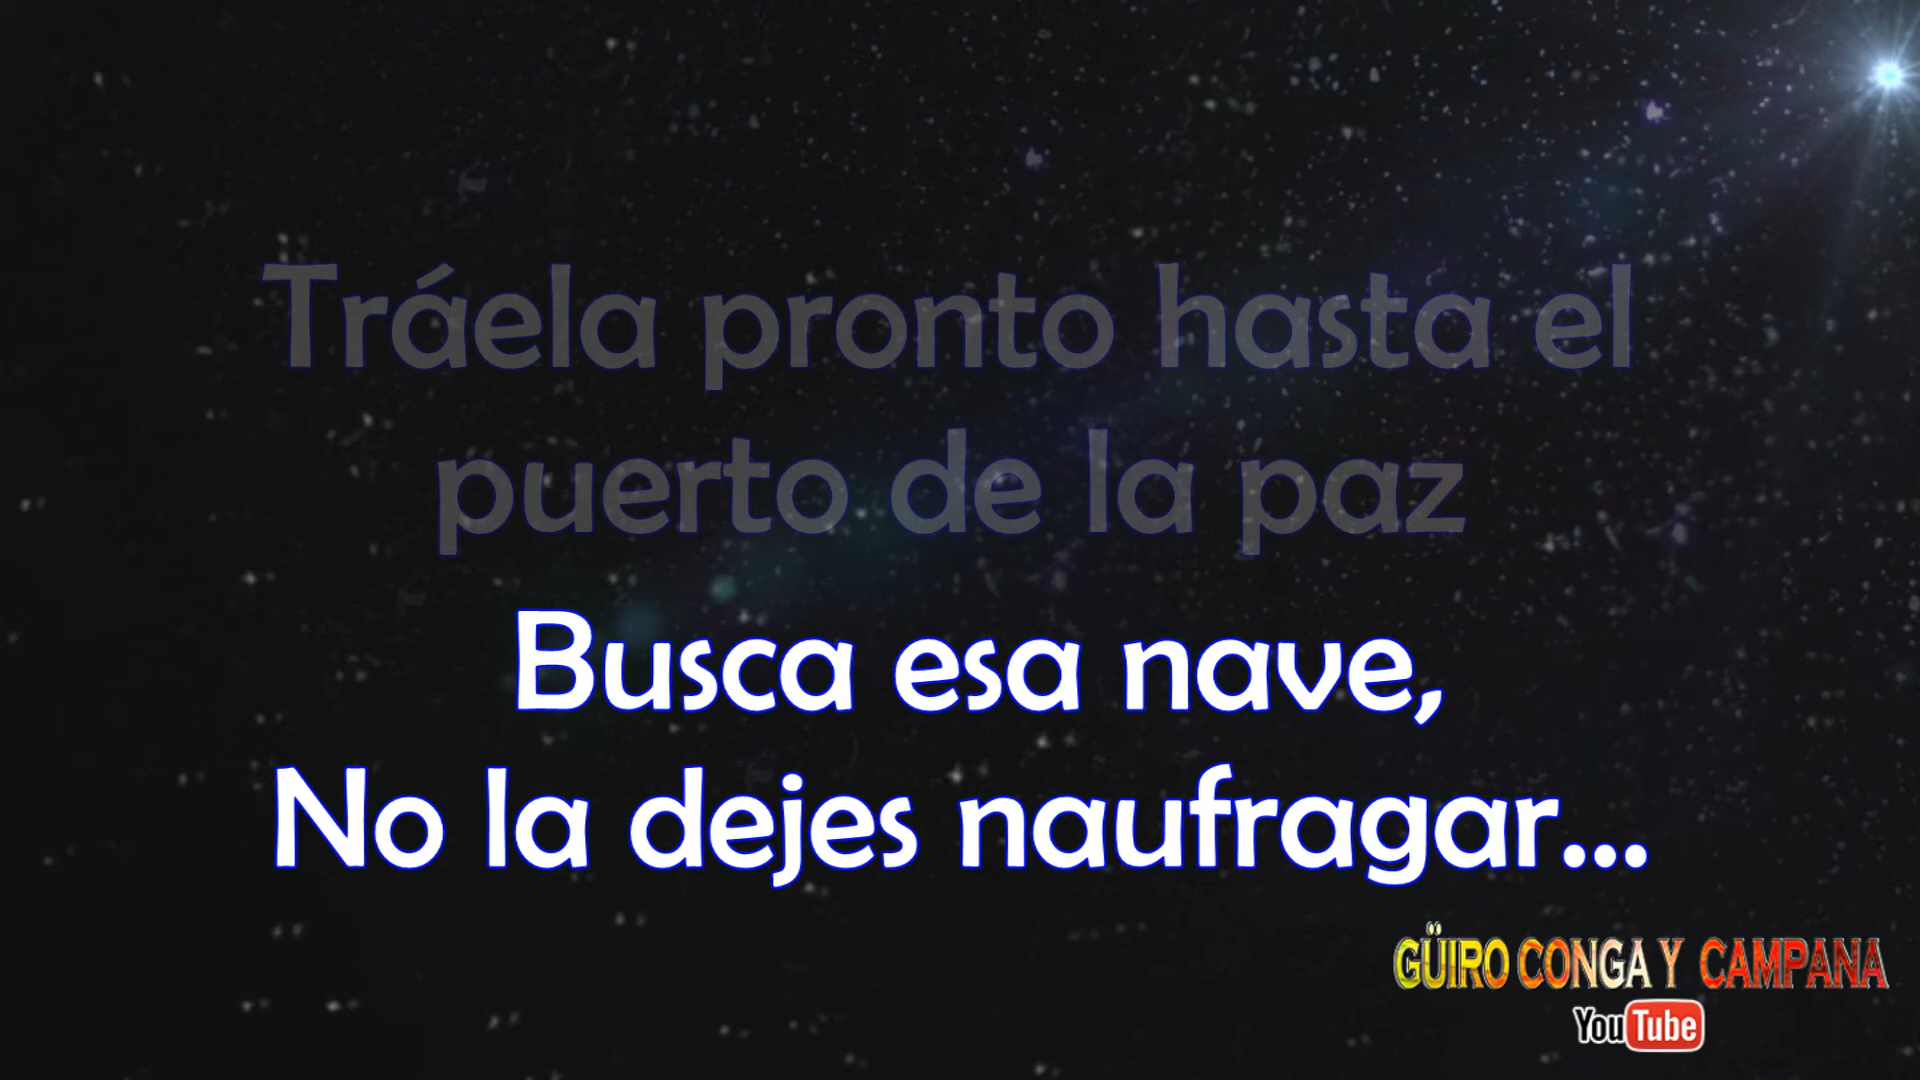 Tráela pronto hasta el
puerto de la paz
Busca esa nave,
No la dejes naufragar...
GÜIRO CONGA Y CAMPANA
YouTube